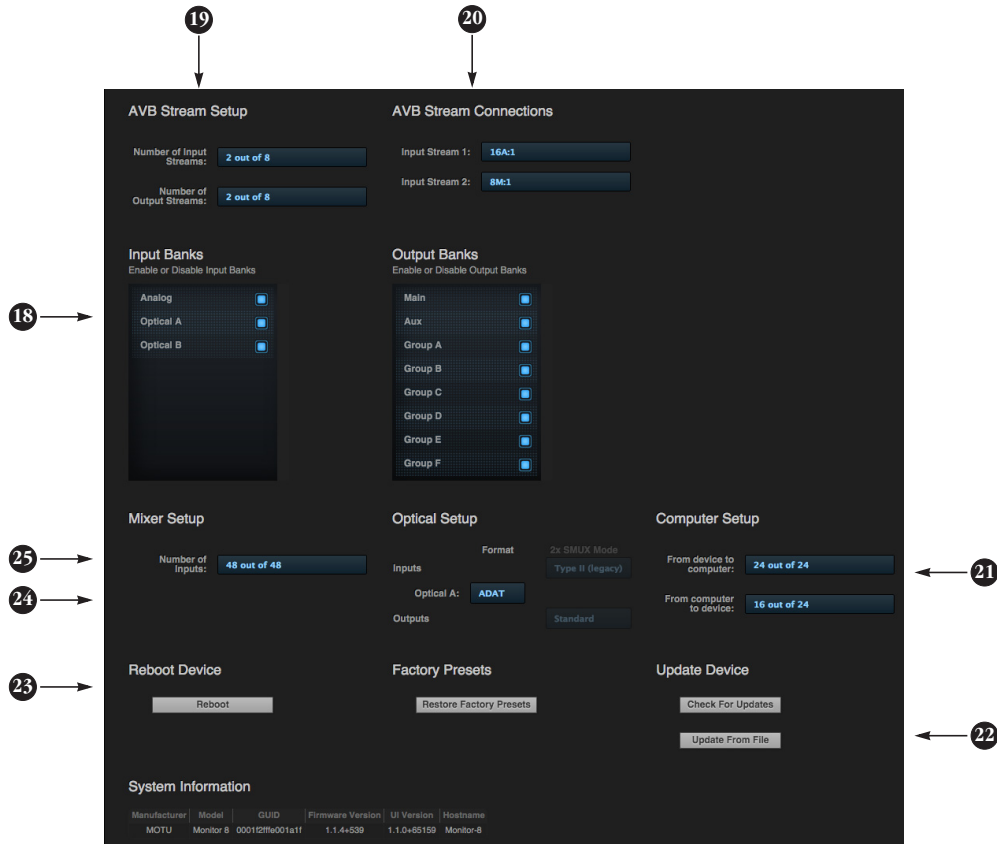 19
20
AVB Stream Setup
AVB Stream Connections
Number of Input Streams:
2 out of 8
Input Stream 1:
16A:1
Number of Output Streams:
2 out of 8
Input Stream 2:
8M:1
Input Banks
Enable or Disable Input Banks
Output Banks
Enable or Disable Output Banks
18
Analog
Optical A
Optical B
Main
Aux
Group A
Group B
Group C
Group D
Group E
Group F
Mixer Setup
Optical Setup
Computer Setup
25
Number of Inputs:
48 out of 48
24
Format
2x SMUX Mode
Inputs
Type II (legacy)
Optical A:
ADAT
Outputs
Standard
From device to computer:
24 out of 24
21
From computer to device:
16 out of 24
Reboot Device
Factory Presets
Update Device
23
Reboot
Restore Factory Presets
Check For Updates
Update From File
22
System Information
Manufacturer Model GUID Firmware Version UI Version Hostname
MOTU Monitor 8 0001f2fffe001a1f 1.1.4+539 1.1.0+65159 Monitor-8